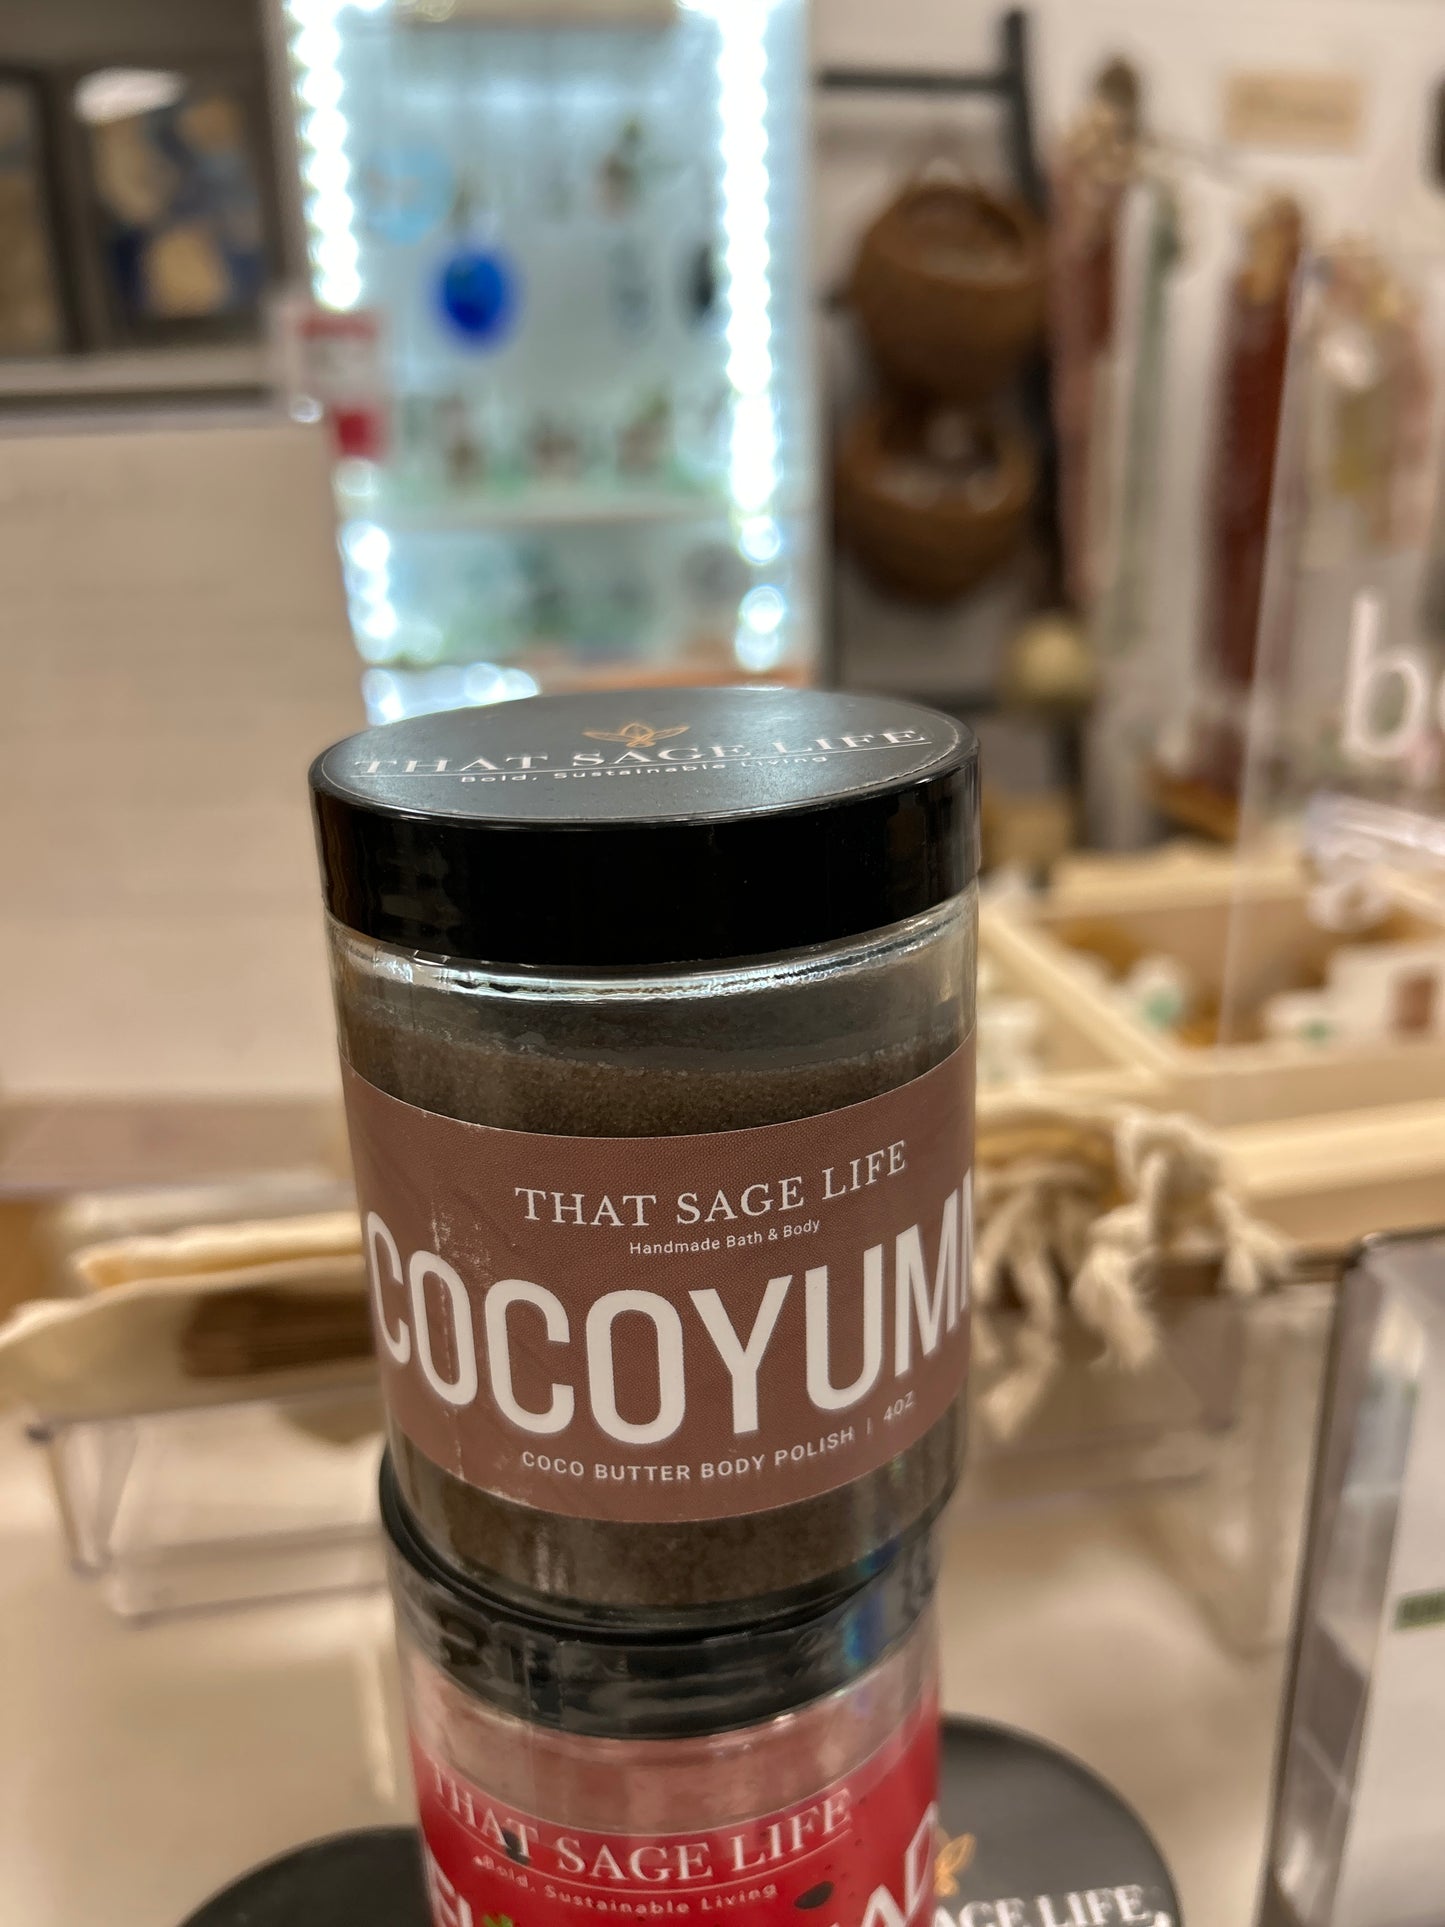 THAT SAGE LIFE
Bold. Sustainable Living
THAT SAGE LIFE
Handmade Bath & Body
COCOYUM
COCO BUTTER BODY POLISH | 4OZ
THAT SAGE LIFE
Bold. Sustainable Living
SAGE LIFE